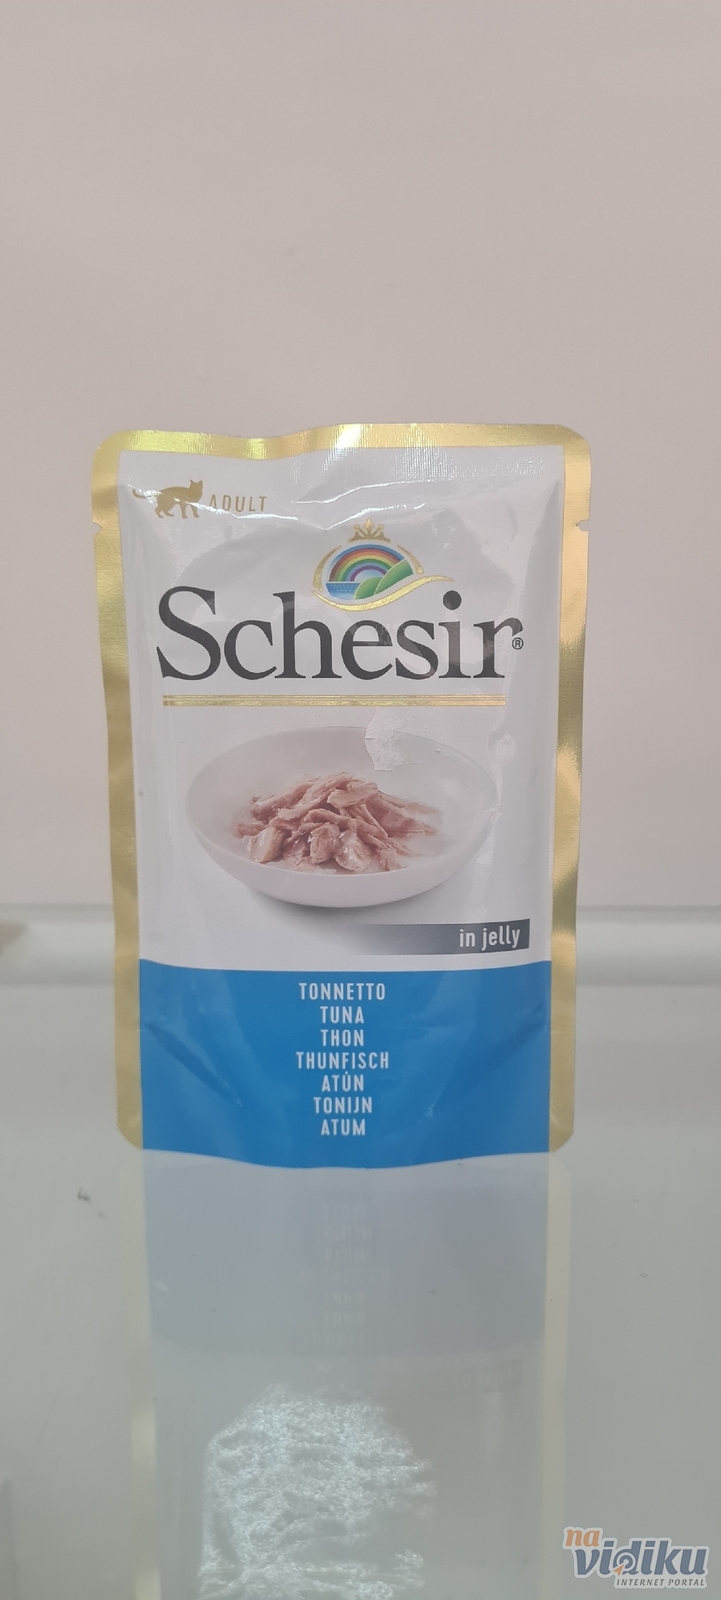 ADULT
Schesir®
in jelly
TONNETTO
TUNA
THON
THUNFISCH
ATÚN
TONIJN
ATUM
na
vidiku
INTERNET PORTAL